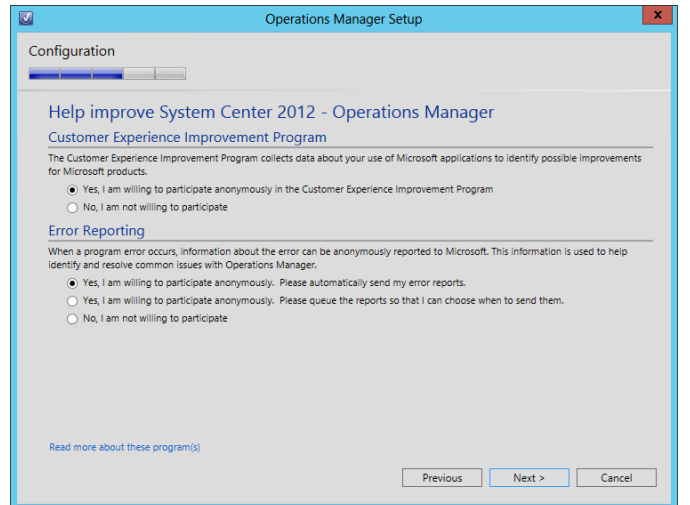 Operations Manager Setup
x
Configuration
Help improve System Center 2012 - Operations Manager
Customer Experience Improvement Program
The Customer Experience Improvement Program collects data about your use of Microsoft applications to identify possible improvements
for Microsoft products.
Yes, I am willing to participate anonymously in the Customer Experience Improvement Program
No, I am not willing to participate
Error Reporting
When a program error occurs, information about the error can be anonymously reported to Microsoft. This information is used to help
identify and resolve common issues with Operations Manager.
Yes, I am willing to participate anonymously.  Please automatically send my error reports.
Yes, I am willing to participate anonymously.  Please queue the reports so that I can choose when to send them.
No, I am not willing to participate
Read more about these program(s)
Previous Next > Cancel